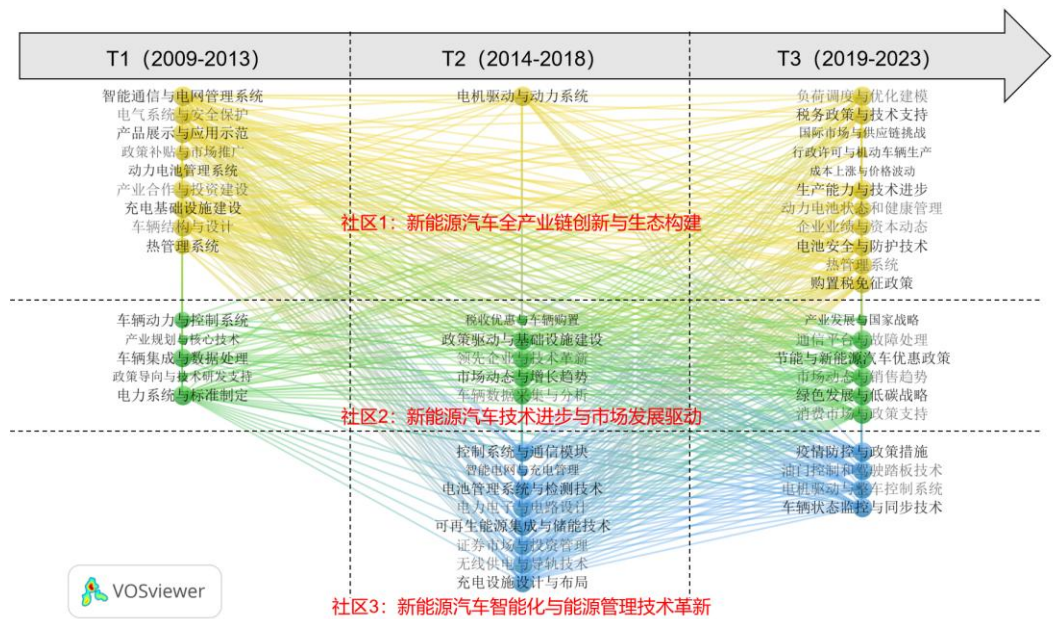 T1（2009-2013）
T2（2014-2018）
T3（2019-2023）
智能通信与电网管理系统
电气系统与安全保护
产品展示与应用示范
政策补贴与市场推广
动力电池管理系统
产业合作与投资建设
充电基础设施建设
车辆结构与设计
热管理系统
电机驱动与动力系统
负荷调度与优化建模
税务政策与技术支持
国际市场与供应链挑战
行政许可与机动车辆生产
成本上涨与价格波动
生产能力与技术进步
动力电池状态和健康管理
企业业绩与资本动态
电池安全与防护技术
热管理系统
购置税免征政策
社区1：新能源汽车全产业链创新与生态构建
车辆动力与控制系统
产业规划与核心技术
车辆集成与数据处理
政策导向与技术研发支持
电力系统与标准制定
税收优惠与车辆购置
政策驱动与基础设施建设
领先企业与技术革新
市场动态与增长趋势
车辆数据采集与分析
产业发展与国家战略
通信平台与故障处理
节能与新能源汽车优惠政策
市场动态与销售趋势
绿色发展与低碳战略
消费市场与政策支持
社区2：新能源汽车技术进步与市场发展驱动
控制系统与通信模块
智能电网与充电管理
电池管理系统与检测技术
电力电子与电路设计
可再生能源集成与储能技术
证券市场与投资管理
无线供电与导轨技术
充电设施设计与布局
疫情防控与政策措施
油门控制和驾驶踏板技术
电机驱动与整车控制系统
车辆状态监控与同步技术
社区3：新能源汽车智能化与能源管理技术革新
VOSviewer